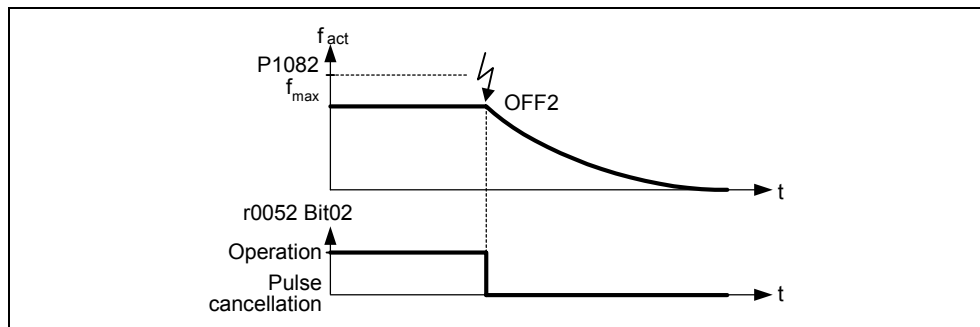 f act
P1082
f max
OFF2
t
r0052 Bit02
Operation
Pulse
cancellation
t